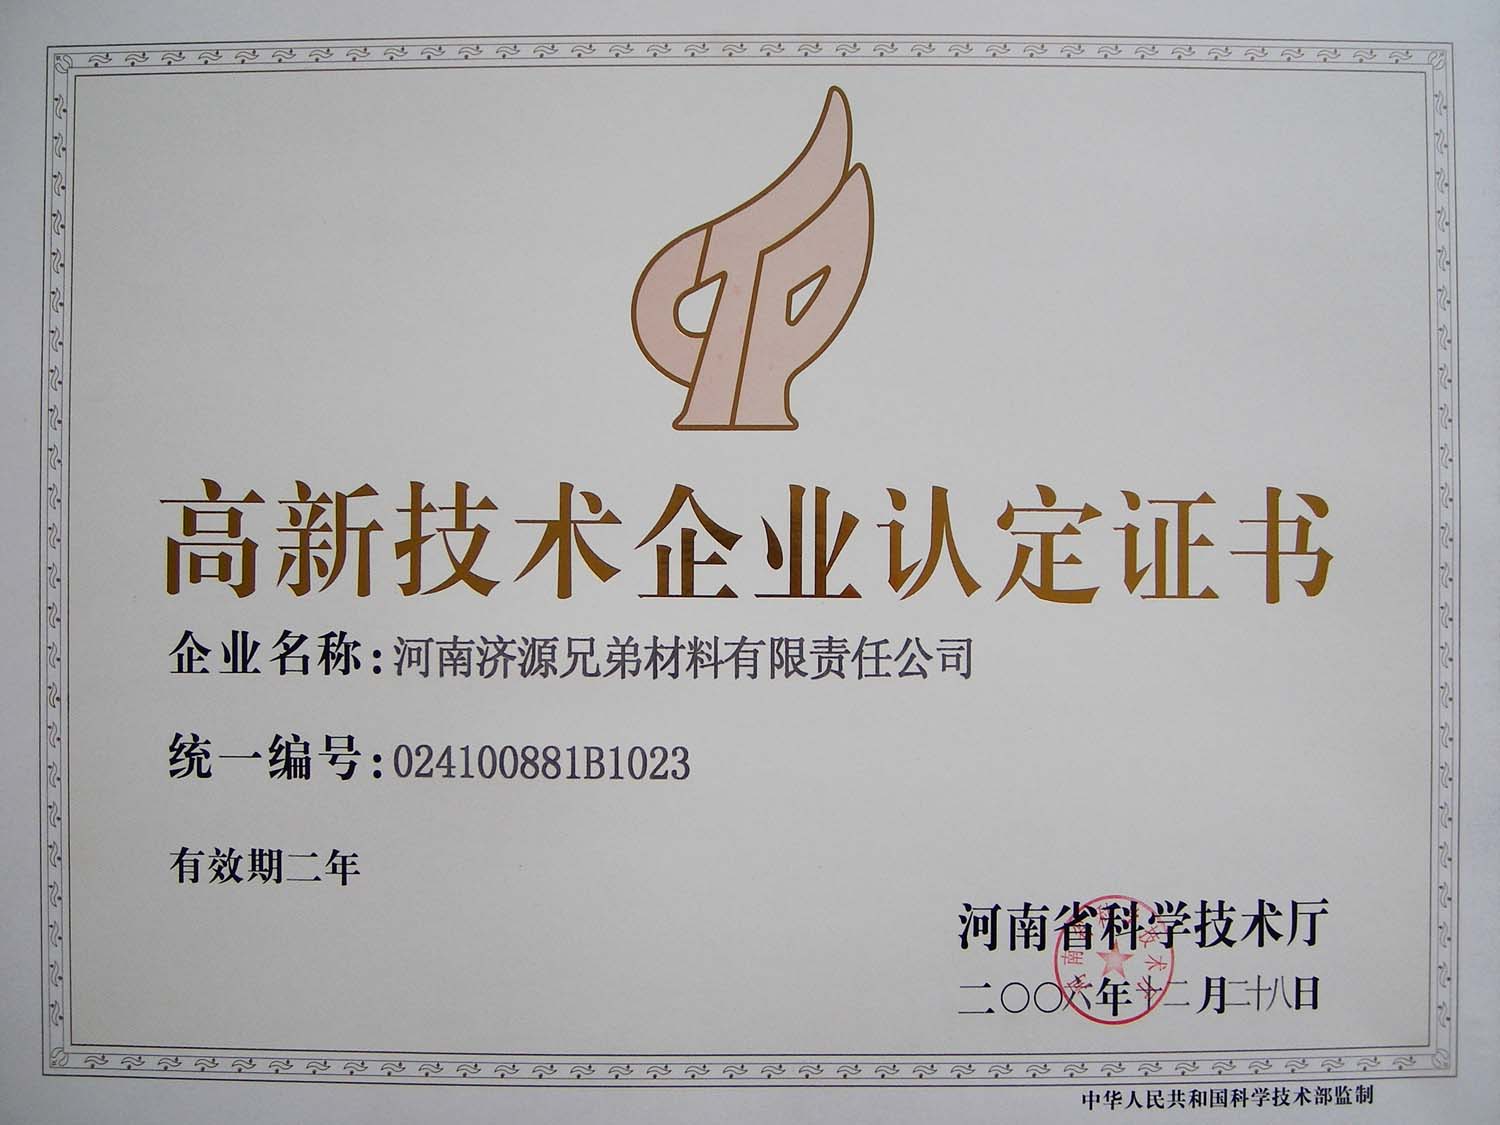 高新技术企业认定证书
企业名称:河南济源兄弟材料有限责任公司
统一编号:024100881B1023
有效期二年
河南省科学技术厅
二〇〇六年十二月二十八日
中华人民共和国科学技术部监制